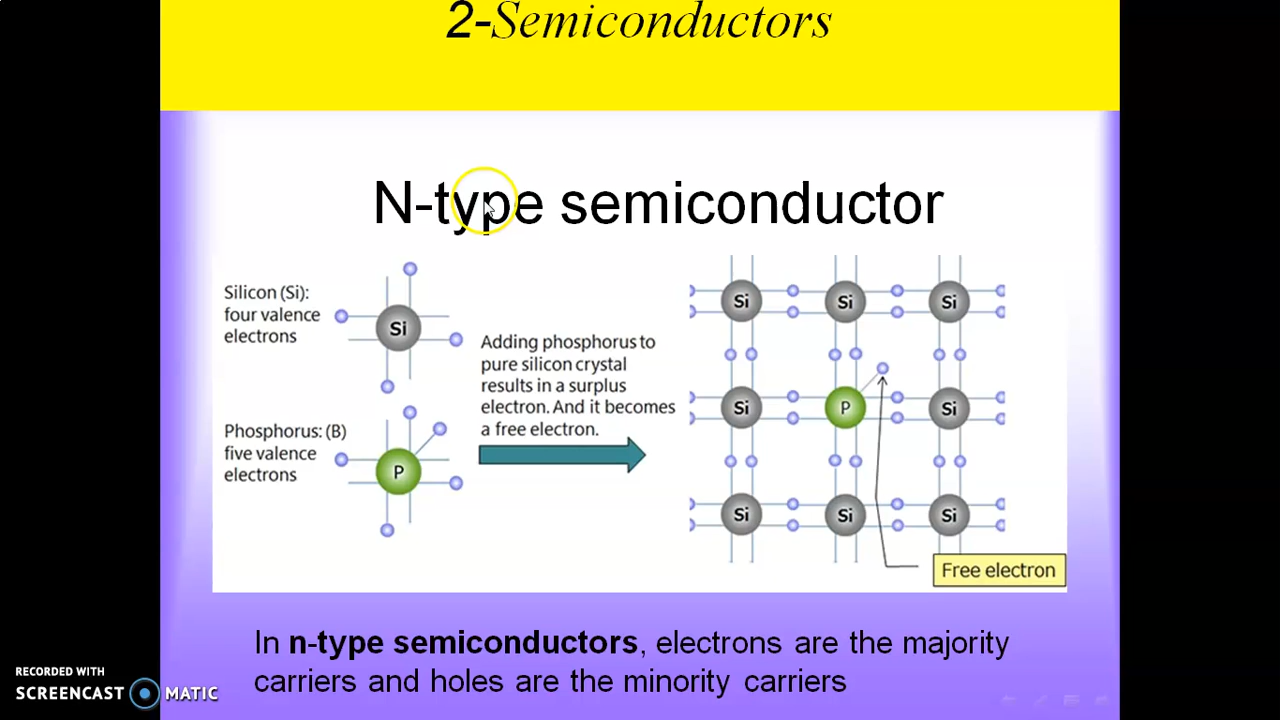 2-Semiconductors
N-type semiconductor
Silicon (Si):
four valence
electrons
Si
Phosphorus: (B)
five valence
electrons
P
Adding phosphorus to
pure silicon crystal
results in a surplus
electron. And it becomes
a free electron.
Si Si Si
Si P Si
Si Si Si
Free electron
In n-type semiconductors, electrons are the majority
carriers and holes are the minority carriers
RECORDED WITH
SCREENCAST MATIC